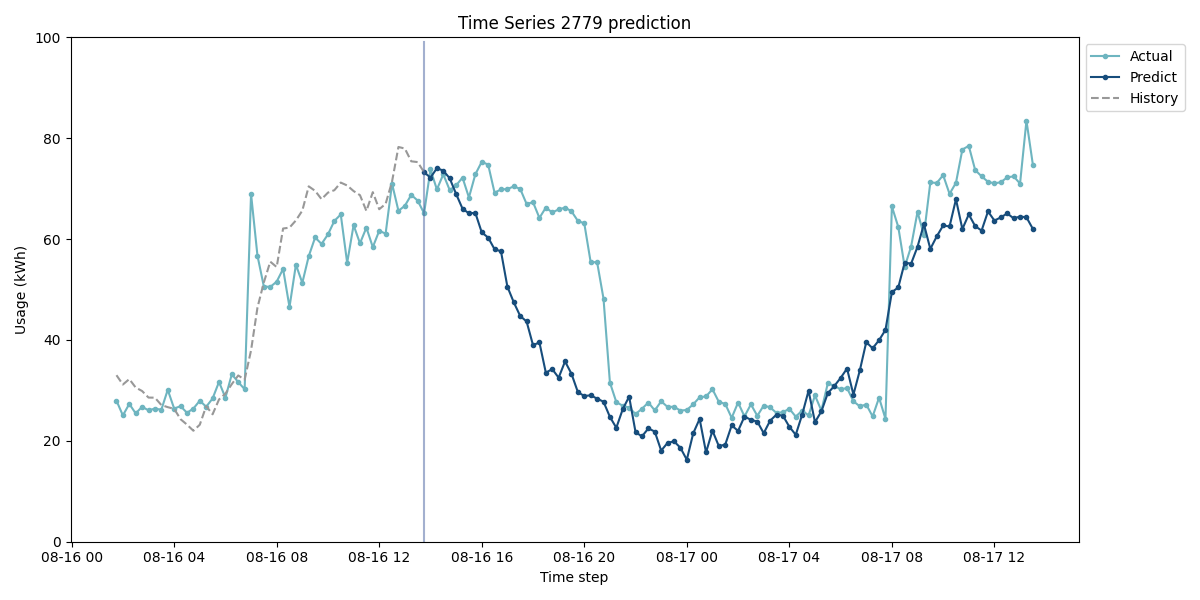 Time Series 2779 prediction
Usage (kWh)
100
80
60
40
20
0
08-16 00
08-16 04
08-16 08
08-16 12
08-16 16
08-16 20
08-17 00
08-17 04
08-17 08
08-17 12
Time step
Actual
Predict
History